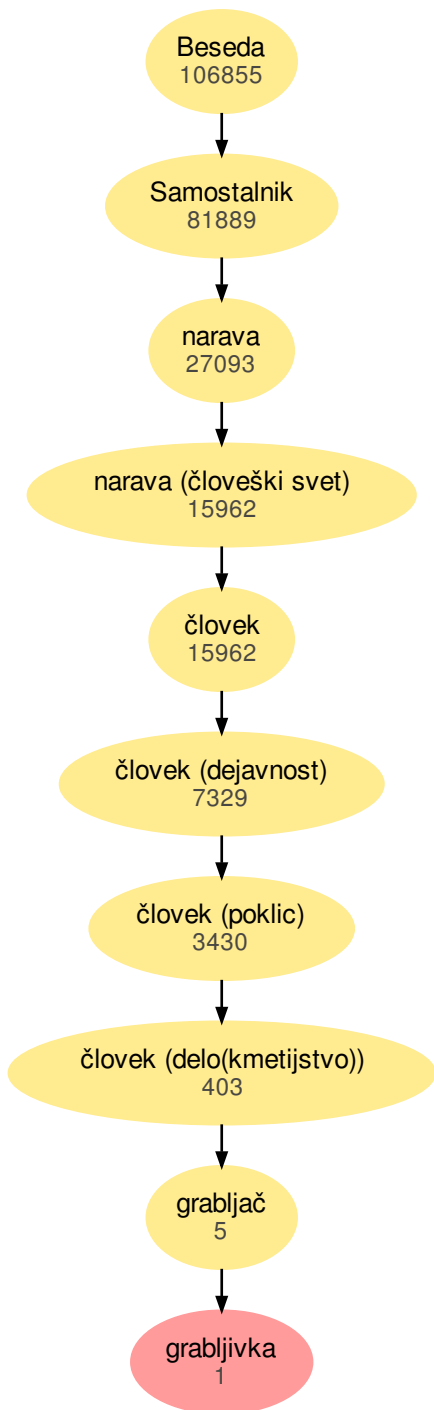 Beseda
106855
Samostalnik
81889
narava
27093
narava (človeški svet)
15962
človek
15962
človek (dejavnost)
7329
človek (poklic)
3430
človek (delo(kmetijstvo))
403
grabljač
5
grabljivka
1